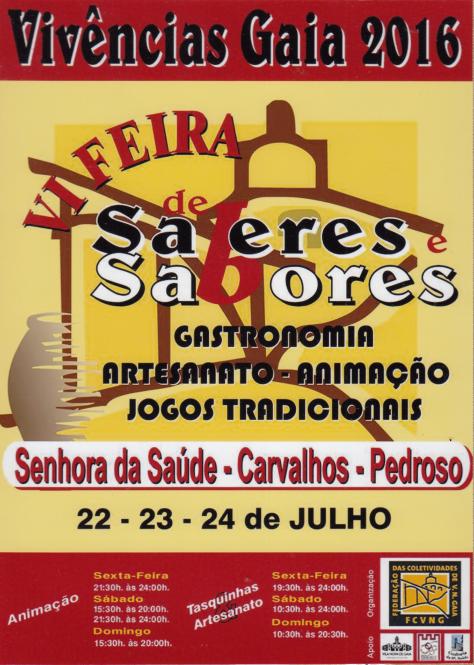 Vivências Gaia 2016
VI FEIRA
de
Saberes e
Sabores
GASTRONOMIA
ARTESANATO - ANIMAÇÃO
JOGOS TRADICIONAIS
Senhora da Saúde - Carvalhos - Pedroso
22 - 23 - 24 de JULHO
Animação
Sexta-Feira
21:30h. às 24:00h.
Sábado
15:30h. às 20:00h.
21:30h. às 24:00h.
Domingo
15:30h. às 20:00h.
Tasquinhas
Artesanato
Sexta-Feira
19:30h. às 24:00h.
Sábado
10:30h. às 24:00h.
Domingo
10:30h. às 20:30h.
Organização
FEDERAÇÃO DAS COLETIVIDADES DE V. N. GAIA
FCVNG
Apoio